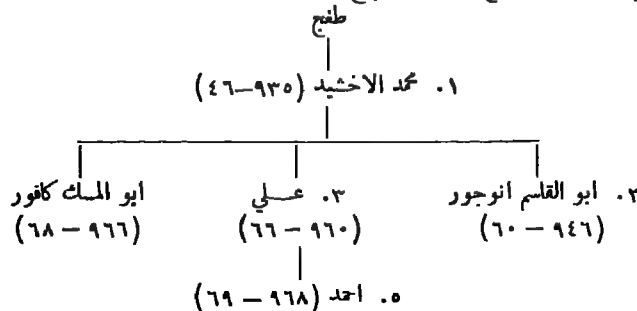 طغج
١. محمد الاخشيد (٩٣٥–٤٦)
٢. ابو القاسم انوجور ٣. علي ابو المسك كافور
(٩٤٦ – ٦٠) (٩٦٠ – ٦٦) (٩٦٦ – ٦٨)
٥. احمد (٩٦٨ – ٦٩)